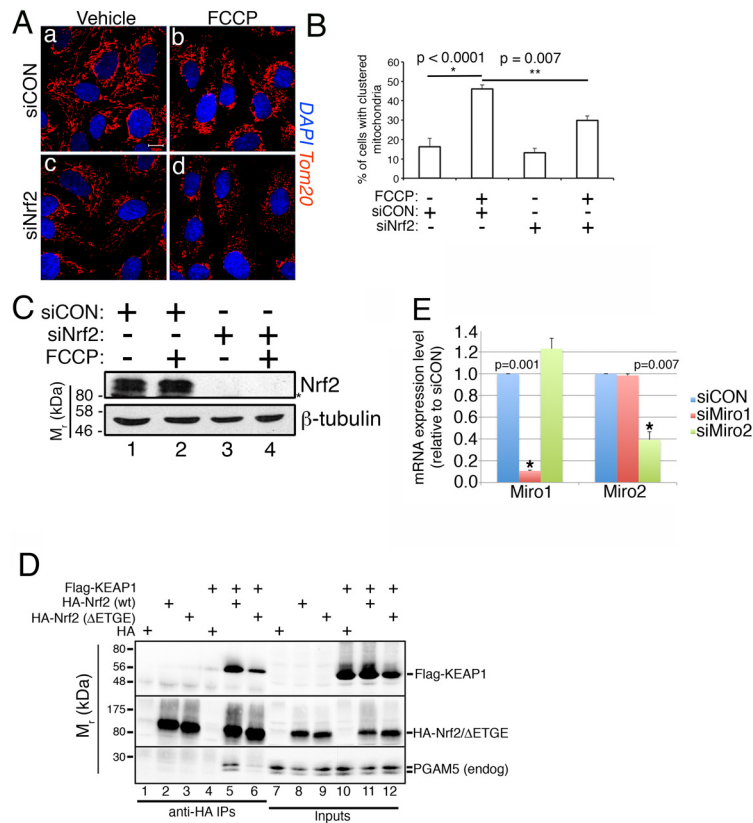 A
Vehicle FCCP
a b
siCON
c d
siNrf2
DAPI Tom20
B
p < 0.0001 p = 0.007
* **
% of cells with clustered mitochondria
60
50
40
30
20
10
0
FCCP: - + - +
siCON: + + - -
siNrf2: - - + +
C
siCON: + + - -
siNrf2: - - + +
FCCP: - + - +
Mr (kDa)
Nrf2
80 - *
58 -
β-tubulin
46 -
1 2 3 4
E
mRNA expression level
(relative to siCON)
1.4
1.2
1.0
0.8
0.6
0.4
0.2
0.0
p=0.001 p=0.007
* *
Miro1 Miro2
siCON
siMiro1
siMiro2
D
Flag-KEAP1 + + + + + +
HA-Nrf2 (wt) + + + +
HA-Nrf2 (ΔETGE) + + + +
HA + + + +
Mr (kDa)
80
56
Flag-KEAP1
48
175
80
HA-Nrf2/ΔETGE
30
PGAM5 (endog)
1 2 3 4 5 6 7 8 9 10 11 12
anti-HA IPs Inputs